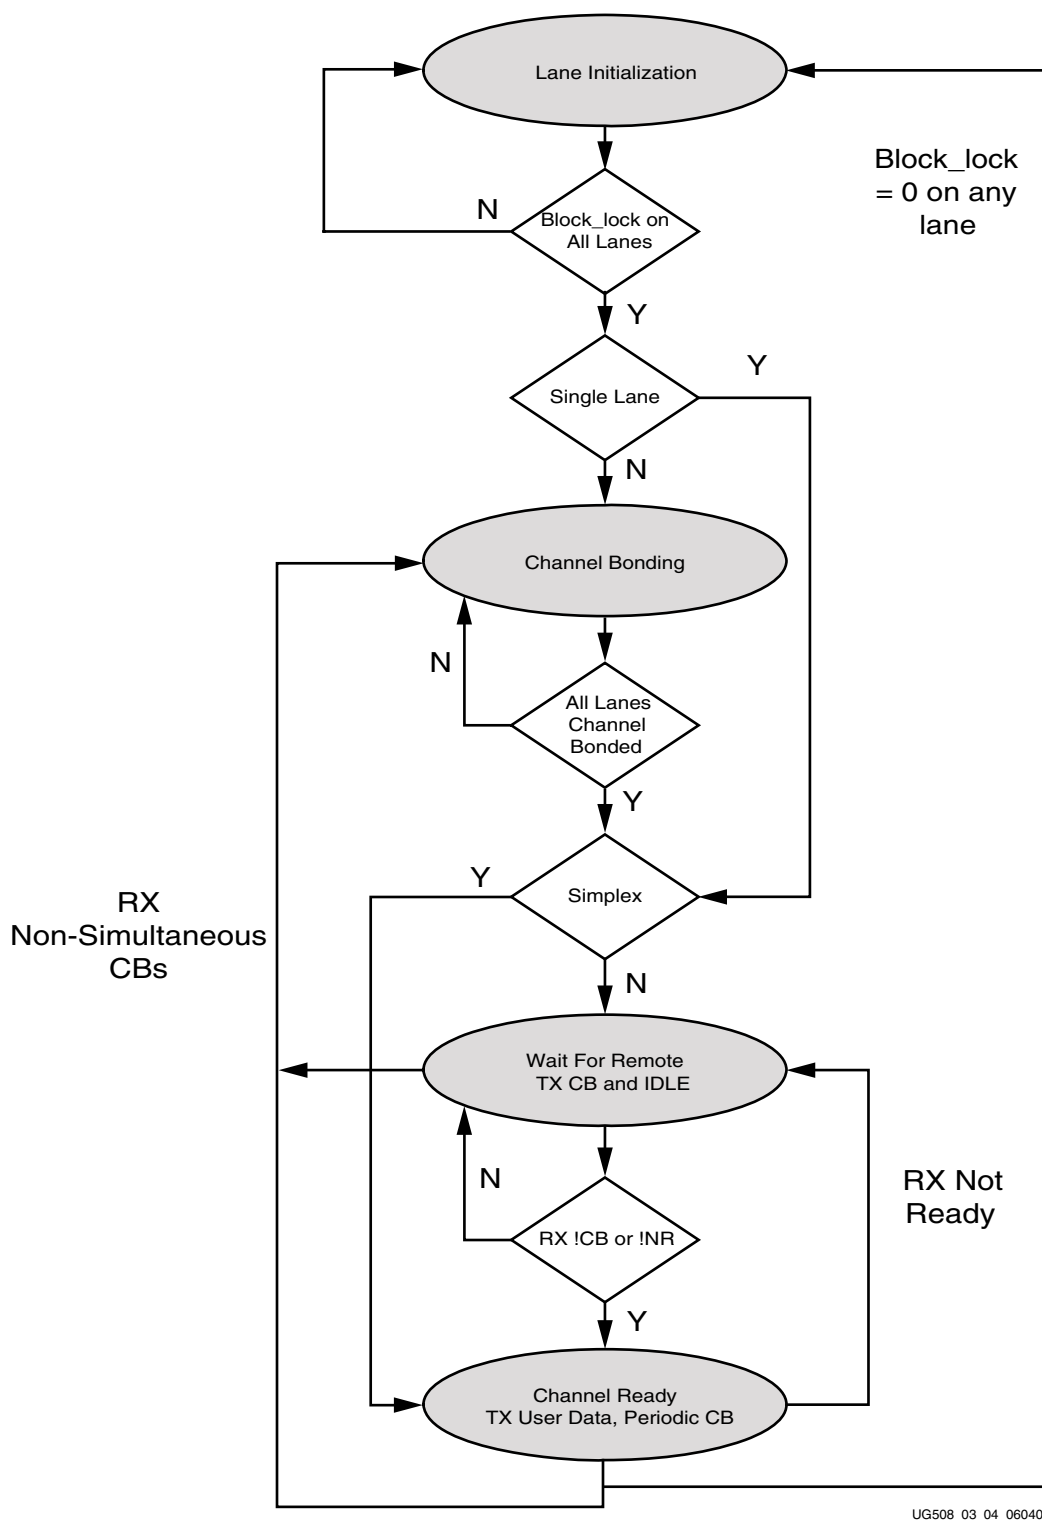 Lane Initialization
Block_lock
= 0 on any
lane
N
Block_lock on
All Lanes
Y
Y
Single Lane
N
Channel Bonding
N
All Lanes
Channel
Bonded
Y
Y
Simplex
RX
Non-Simultaneous
CBs
N
Wait For Remote
TX CB and IDLE
N
RX Not
Ready
RX !CB or !NR
Y
Channel Ready
TX User Data, Periodic CB
UG508_03_04_06040